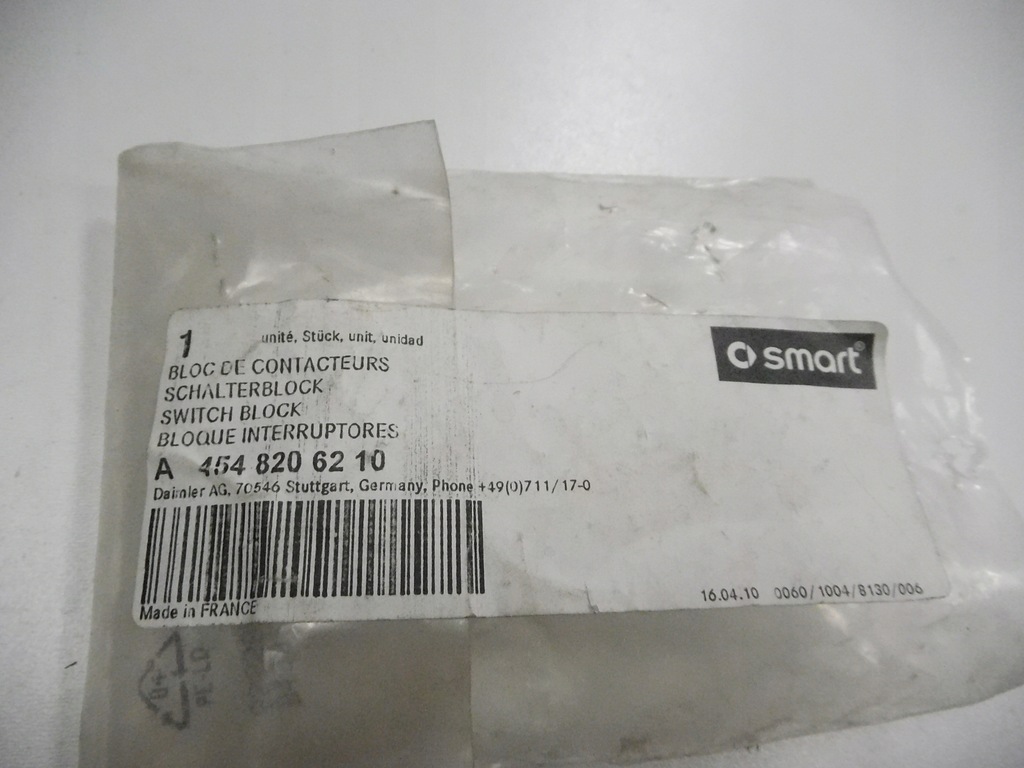 1 unité, Stück, unit, unidad
BLOC DE CONTACTEURS
SCHALTERBLOCK
SWITCH BLOCK
BLOQUE INTERRUPTORES
A 454 820 62 10
Daimler AG, 70546 Stuttgart, Germany, Phone +49(0)711/17-0
Made in FRANCE
smart®
16.04.10 0060/1004/8130/006
PE-LD